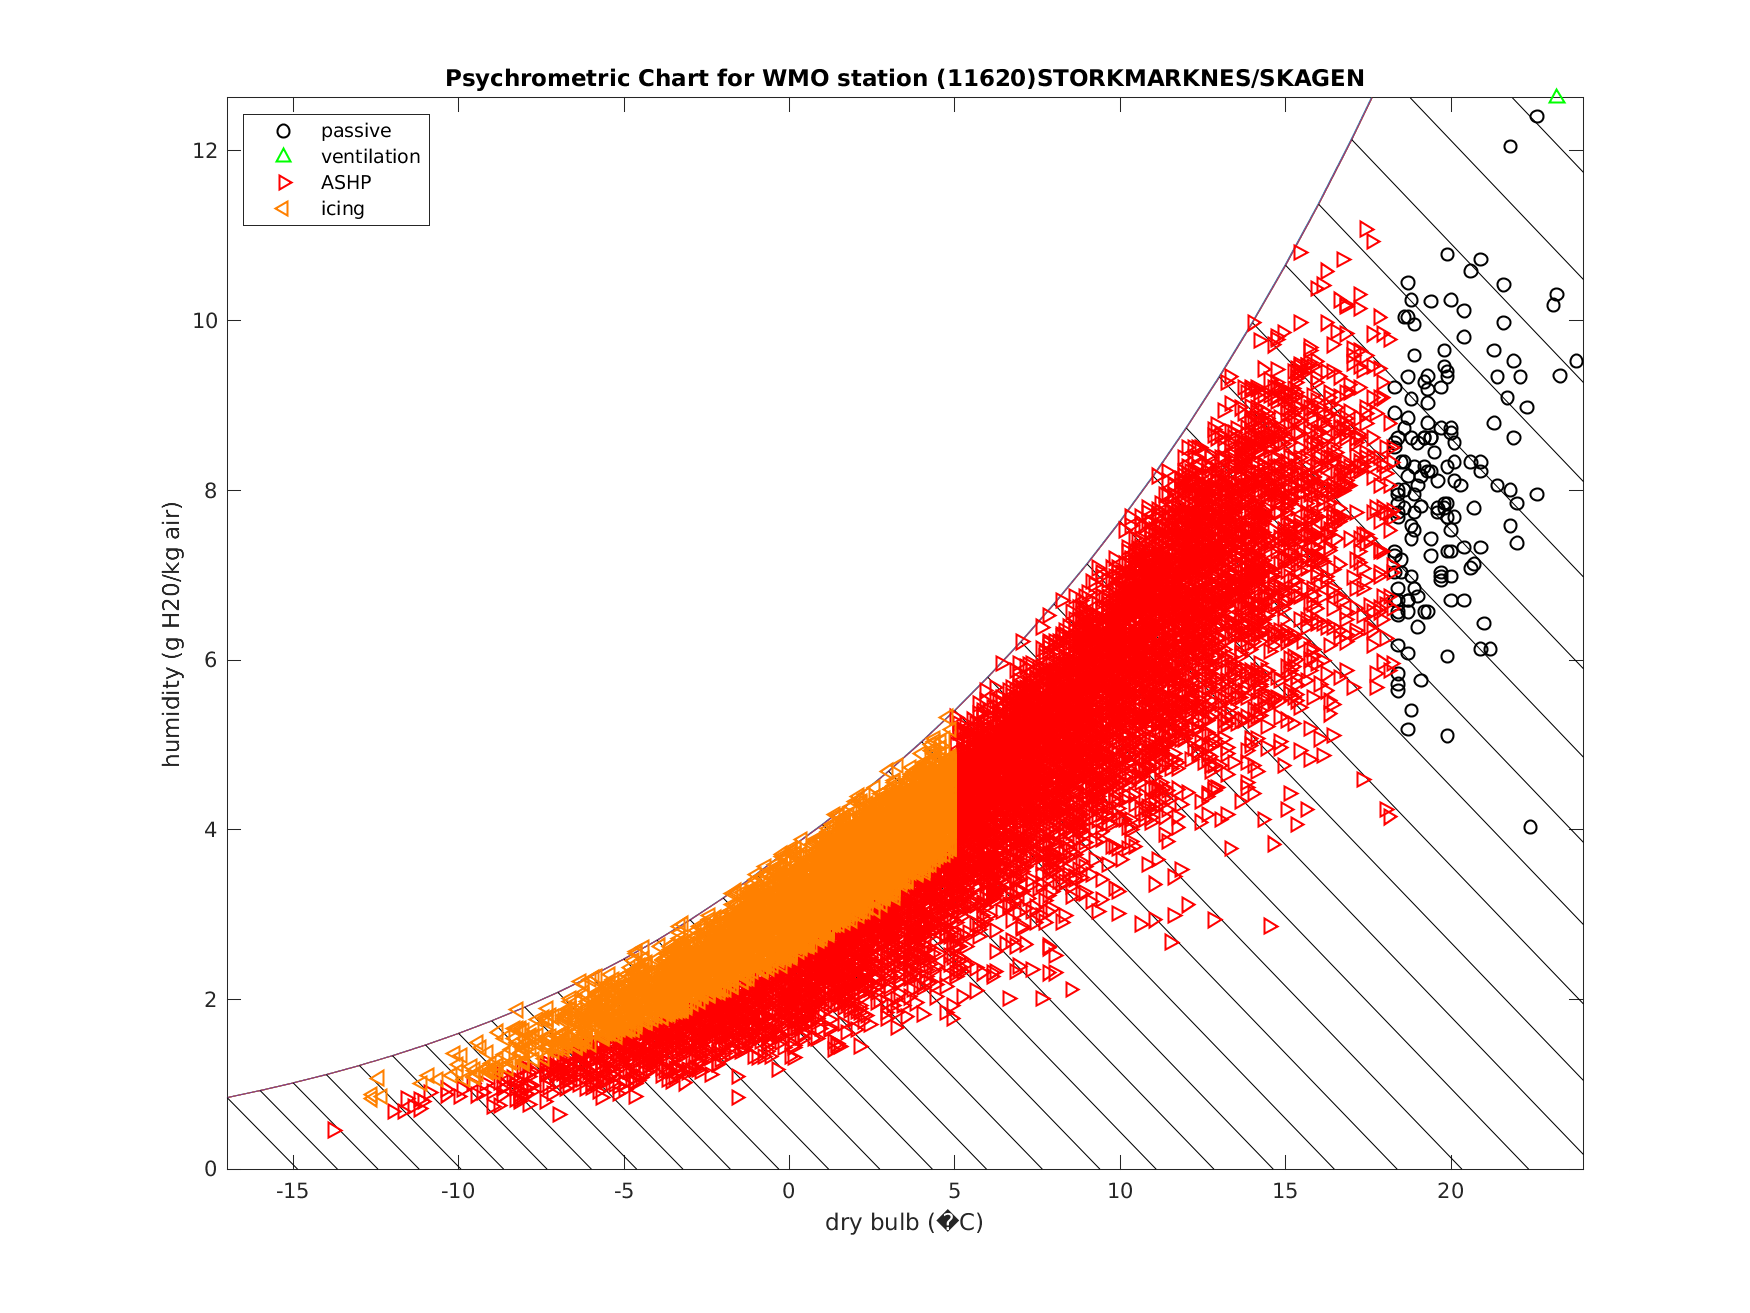 Psychrometric Chart for WMO station (11620)STORKMARKNES/SKAGEN
passive
ventilation
ASHP
icing
12
10
8
6
4
2
0
humidity (g H20/kg air)
-15 -10 -5 0 5 10 15 20
dry bulb (�C)